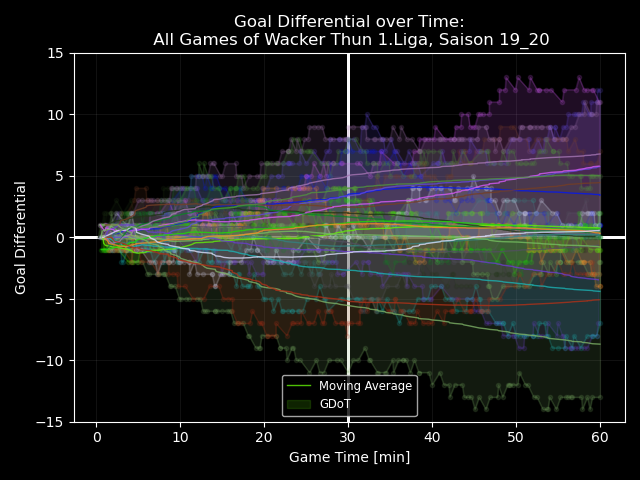 Goal Differential over Time:
All Games of Wacker Thun 1.Liga, Saison 19_20
Goal Differential
15
10
5
0
−5
−10
−15
Moving Average
GDoT
0 10 20 30 40 50 60
Game Time [min]